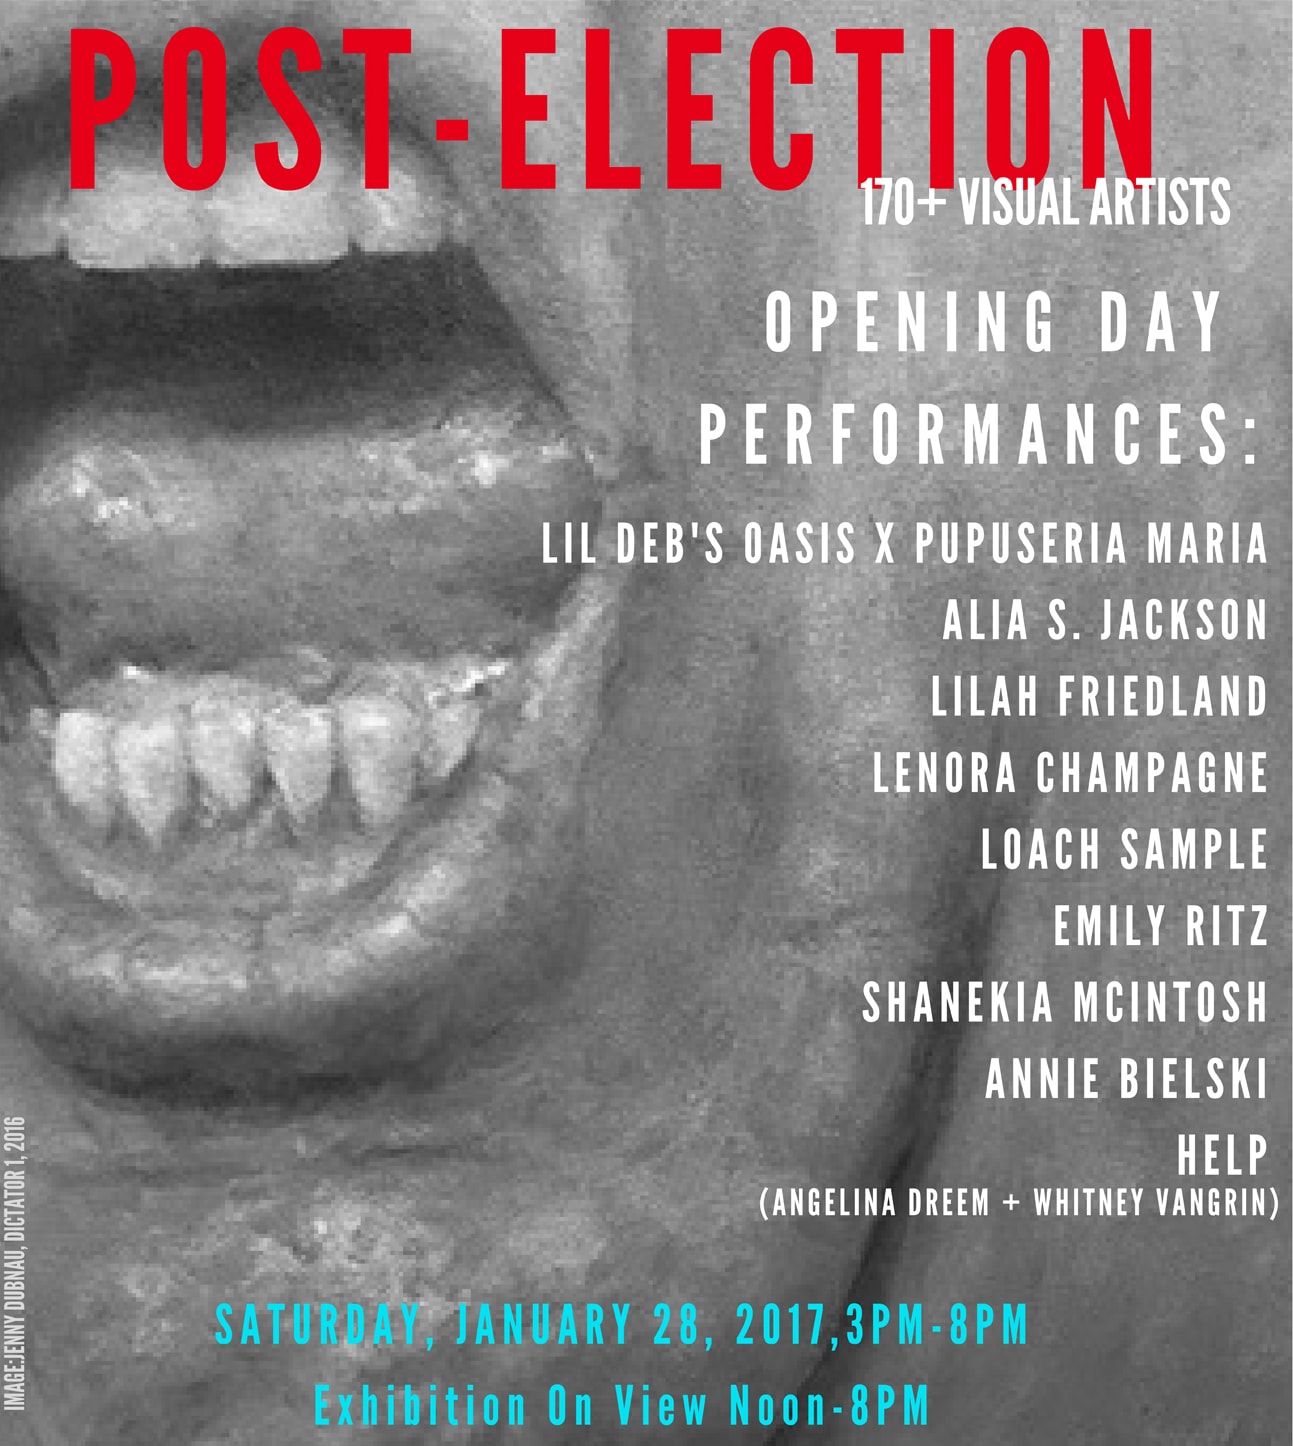 POST-ELECTION
170+ VISUAL ARTISTS
OPENING DAY
PERFORMANCES:
LIL DEB'S OASIS X PUPUSERIA MARIA
ALIA S. JACKSON
LILAH FRIEDLAND
LENORA CHAMPAGNE
LOACH SAMPLE
EMILY RITZ
SHANEKIA MCINTOSH
ANNIE BIELSKI
HELP
(ANGELINA DREEM + WHITNEY VANGRIN)
SATURDAY, JANUARY 28, 2017,3PM-8PM
Exhibition On View Noon-8PM
IMAGE:JENNY DUBNAU, DICTATOR 1, 2016